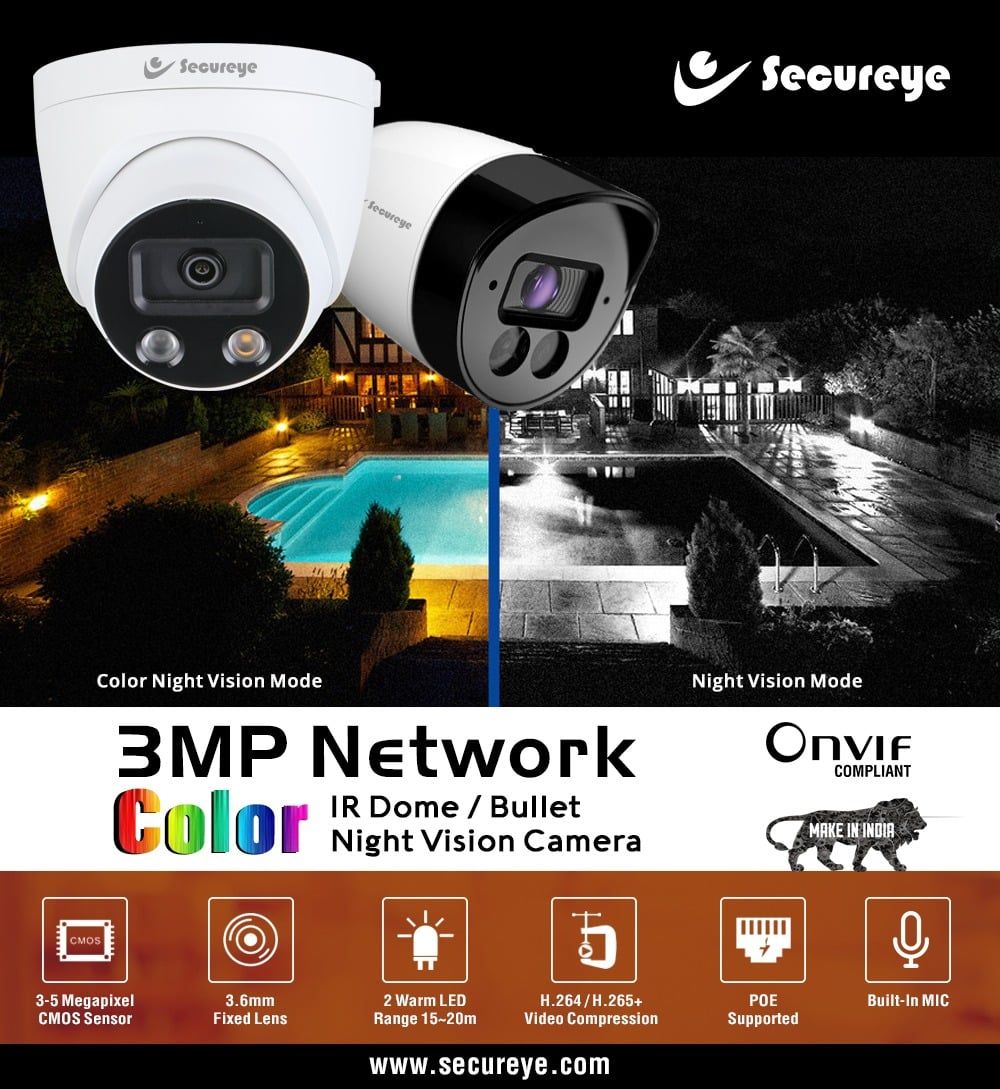 Secureye
Secureye
Secureye
Color Night Vision Mode
Night Vision Mode
3MP Network
Color
IR Dome / Bullet
Night Vision Camera
ONVIF
COMPLIANT
MAKE IN INDIA
CMOS
3-5 Megapixel
CMOS Sensor
3.6mm
Fixed Lens
2 Warm LED
Range 15~20m
H.264 / H.265+
Video Compression
POE
Supported
Built-In MIC
www.secureye.com